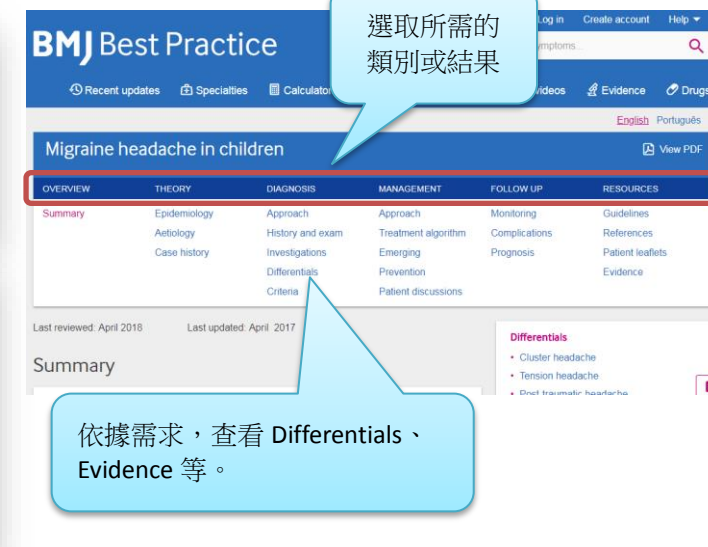 選取所需的
類別或結果
Log in Create account Help
BMJ Best Practice
Recent updates Specialties Calculator Evidence Drugs
English Português
Migraine headache in children View PDF
OVERVIEW THEORY DIAGNOSIS MANAGEMENT FOLLOW UP RESOURCES
Summary Epidemiology Approach Approach Monitoring Guidelines
Aetiology History and exam Treatment algorithm Complications References
Case history Investigations Emerging Prognosis Patient leaflets
Differentials Prevention Evidence
Criteria Patient discussions
Last reviewed: April 2018 Last updated: April 2017
Differentials
• Cluster headache
• Tension headache
• Post traumatic headache
Summary
依據需求，查看 Differentials、
Evidence 等。